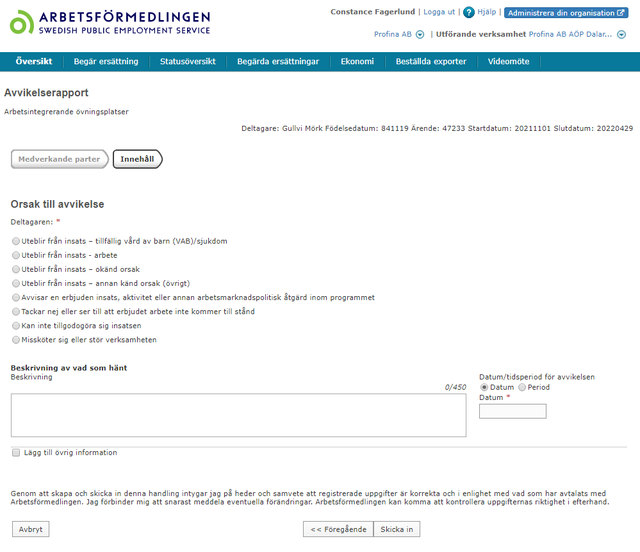 ARBETSFÖRMEDLINGEN
SWEDISH PUBLIC EMPLOYMENT SERVICE
Constance Fagerlund | Logga ut | ? Hjälp | Administrera din organisation
Profina AB | Utförande verksamhet Profina AB AÖP Dalar...
Översikt Begär ersättning Statusöversikt Begärda ersättningar Ekonomi Beställda exporter Videomöte
Avvikelserapport
Arbetsintegrerande övningsplatser
Deltagare: Gullvi Mörk Födelsedatum: 841119 Ärende: 47233 Startdatum: 20211101 Slutdatum: 20220429
Medverkande parter Innehåll
Orsak till avvikelse
Deltagaren: *
Uteblir från insats – tillfällig vård av barn (VAB)/sjukdom
Uteblir från insats - arbete
Uteblir från insats – okänd orsak
Uteblir från insats – annan känd orsak (övrigt)
Avvisar en erbjuden insats, aktivitet eller annan arbetsmarknadspolitisk åtgärd inom programmet
Tackar nej eller ser till att erbjudet arbete inte kommer till stånd
Kan inte tillgodogöra sig insatsen
Missköter sig eller stör verksamheten
Beskrivning av vad som hänt
Beskrivning
0/450
Datum/tidsperiod för avvikelsen
Datum Period
Datum *
Lägg till övrig information
Genom att skapa och skicka in denna handling intygar jag på heder och samvete att registrerade uppgifter är korrekta och i enlighet med vad som har avtalats med
Arbetsförmedlingen. Jag förbinder mig att snarast meddela eventuella förändringar. Arbetsförmedlingen kan komma att kontrollera uppgifternas riktighet i efterhand.
Avbryt << Föregående Skicka in